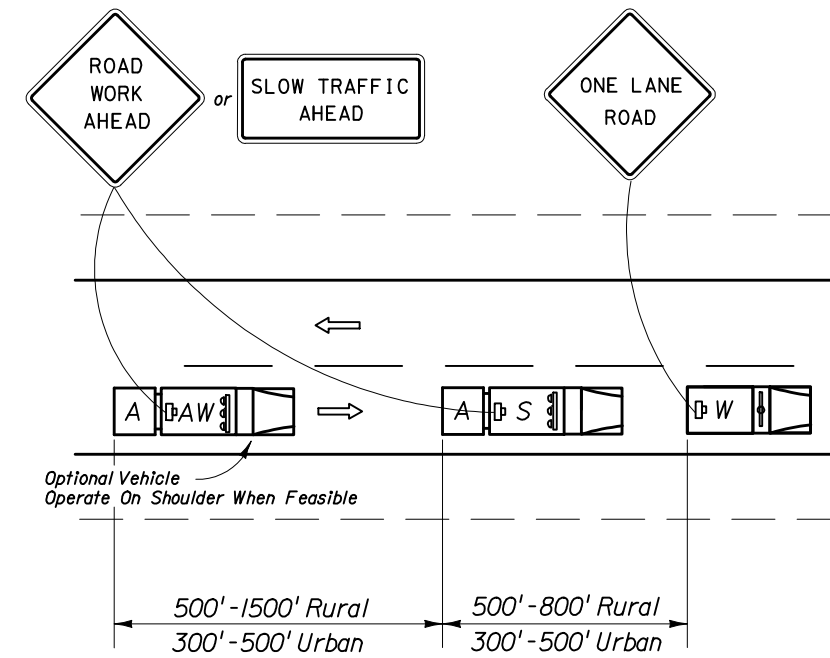 ROAD
WORK
AHEAD
or
SLOW TRAFFIC
AHEAD
ONE LANE
ROAD
A
AW
A
S
W
Optional Vehicle
Operate On Shoulder When Feasible
500'-1500' Rural
300'-500' Urban
500'-800' Rural
300'-500' Urban